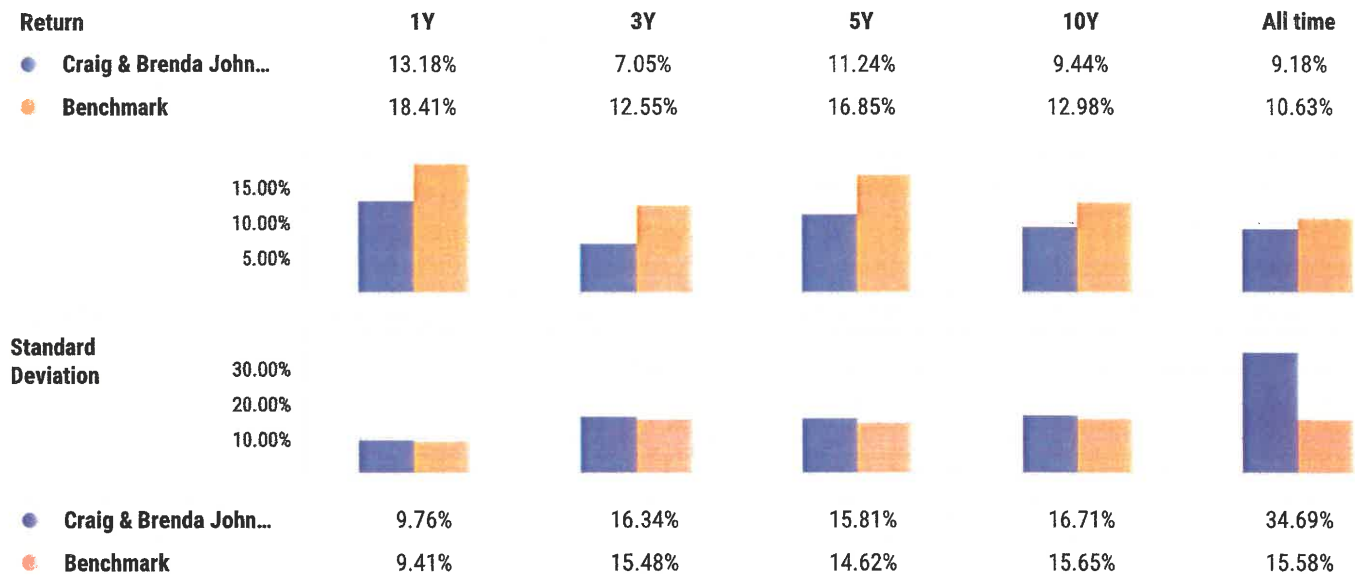 Return 1Y 3Y 5Y 10Y All time
Craig & Brenda John... 13.18% 7.05% 11.24% 9.44% 9.18%
Benchmark 18.41% 12.55% 16.85% 12.98% 10.63%
15.00%
10.00%
5.00%
Standard
Deviation
30.00%
20.00%
10.00%
Craig & Brenda John... 9.76% 16.34% 15.81% 16.71% 34.69%
Benchmark 9.41% 15.48% 14.62% 15.65% 15.58%